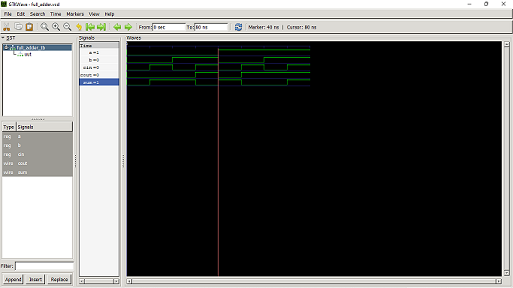 GTKWave - full_adder.vcd
File Edit Search Time Markers View Help
From: 0 sec To: 80 ns Marker: 40 ns | Cursor: 80 ns
SST
full_adder_tb
uut
Type Signals
reg a
reg b
reg cin
wire cout
wire sum
Filter:
Append Insert Replace
Signals
Time
a=1
b=0
cin=0
cout=0
sum=1
Waves